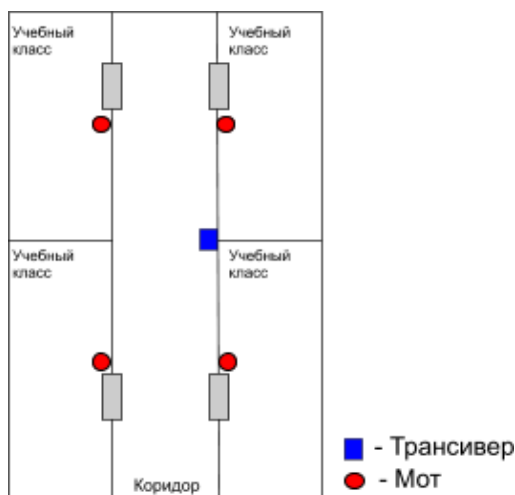 Учебный
класс
Учебный
класс
Учебный
класс
Учебный
класс
Коридор
- Трансивер
- Мот